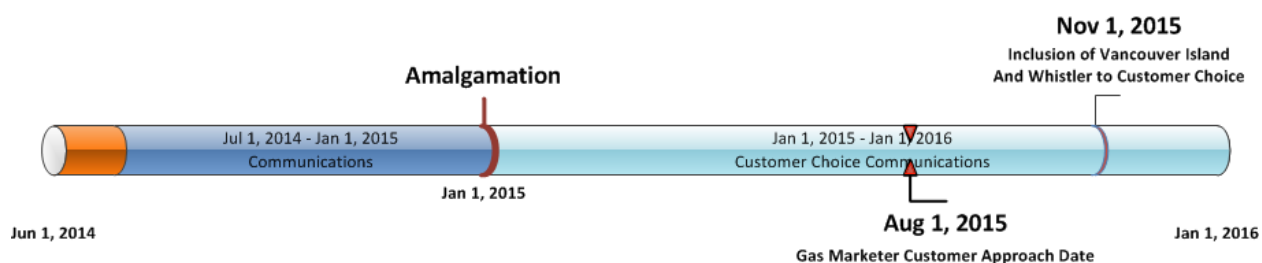 Nov 1, 2015
Inclusion of Vancouver Island
And Whistler to Customer Choice
Amalgamation
Jul 1, 2014 - Jan 1, 2015
Communications
Jan 1, 2015 - Jan 1, 2016
Customer Choice Communications
Jan 1, 2015
Jun 1, 2014
Aug 1, 2015
Gas Marketer Customer Approach Date
Jan 1, 2016